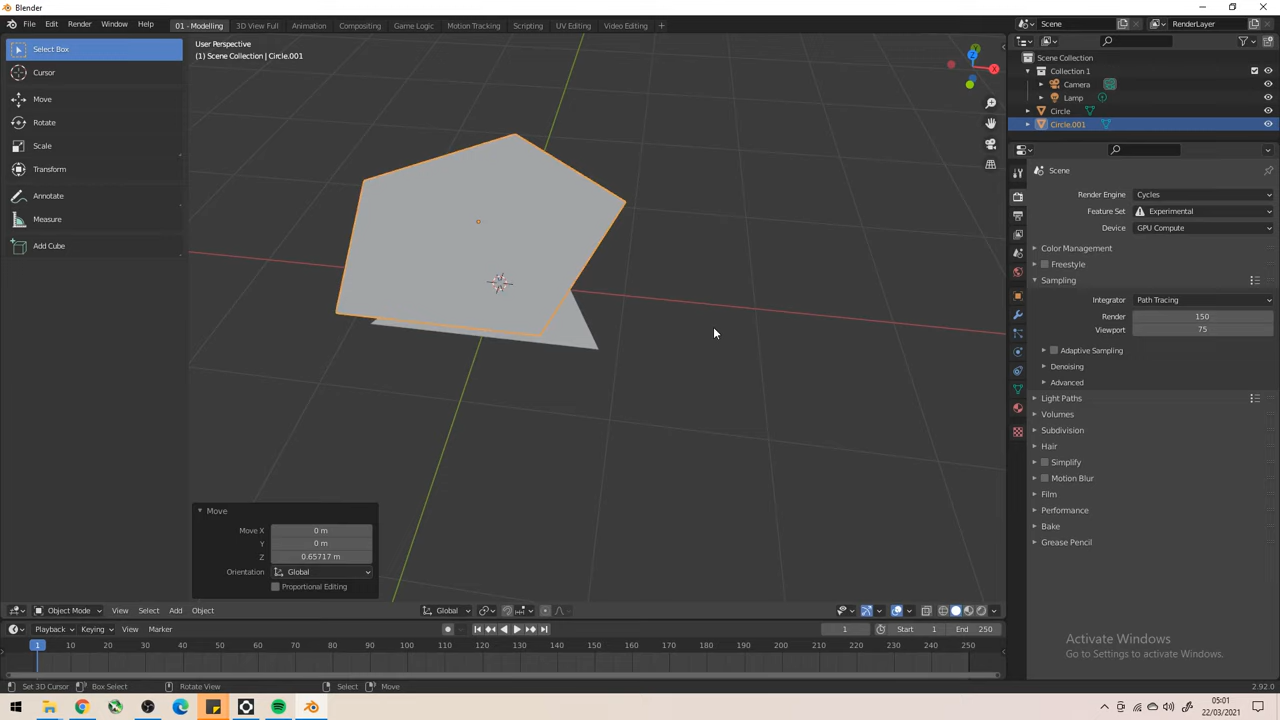 Blender
File Edit Render Window Help
01 - Modelling 3D View Full Animation Compositing Game Logic Motion Tracking Scripting UV Editing Video Editing +
Scene
RenderLayer
Select Box
Cursor
Move
Rotate
Scale
Transform
Annotate
Measure
Add Cube
User Perspective
(1) Scene Collection | Circle.001
Z
X
Move
Move X 0 m
Y 0 m
Z 0.65717 m
Orientation Global
Proportional Editing
Scene Collection
Collection 1
Camera
Lamp
Circle
Circle.001
Scene
Render Engine Cycles
Feature Set Experimental
Device GPU Compute
Color Management
Freestyle
Sampling
Integrator Path Tracing
Render 150
Viewport 75
Adaptive Sampling
Denoising
Advanced
Light Paths
Volumes
Subdivision
Hair
Simplify
Motion Blur
Film
Performance
Bake
Grease Pencil
Object Mode View Select Add Object Global
Playback Keying View Marker 1 Start 1 End 250
1 10 20 30 40 50 60 70 80 90 100 110 120 130 140 150 160 170 180 190 200 210 220 230 240 250
Activate Windows
Go to Settings to activate Windows.
Set 3D Cursor Box Select Rotate View Select Move 2.92.0
05:01
22/03/2021